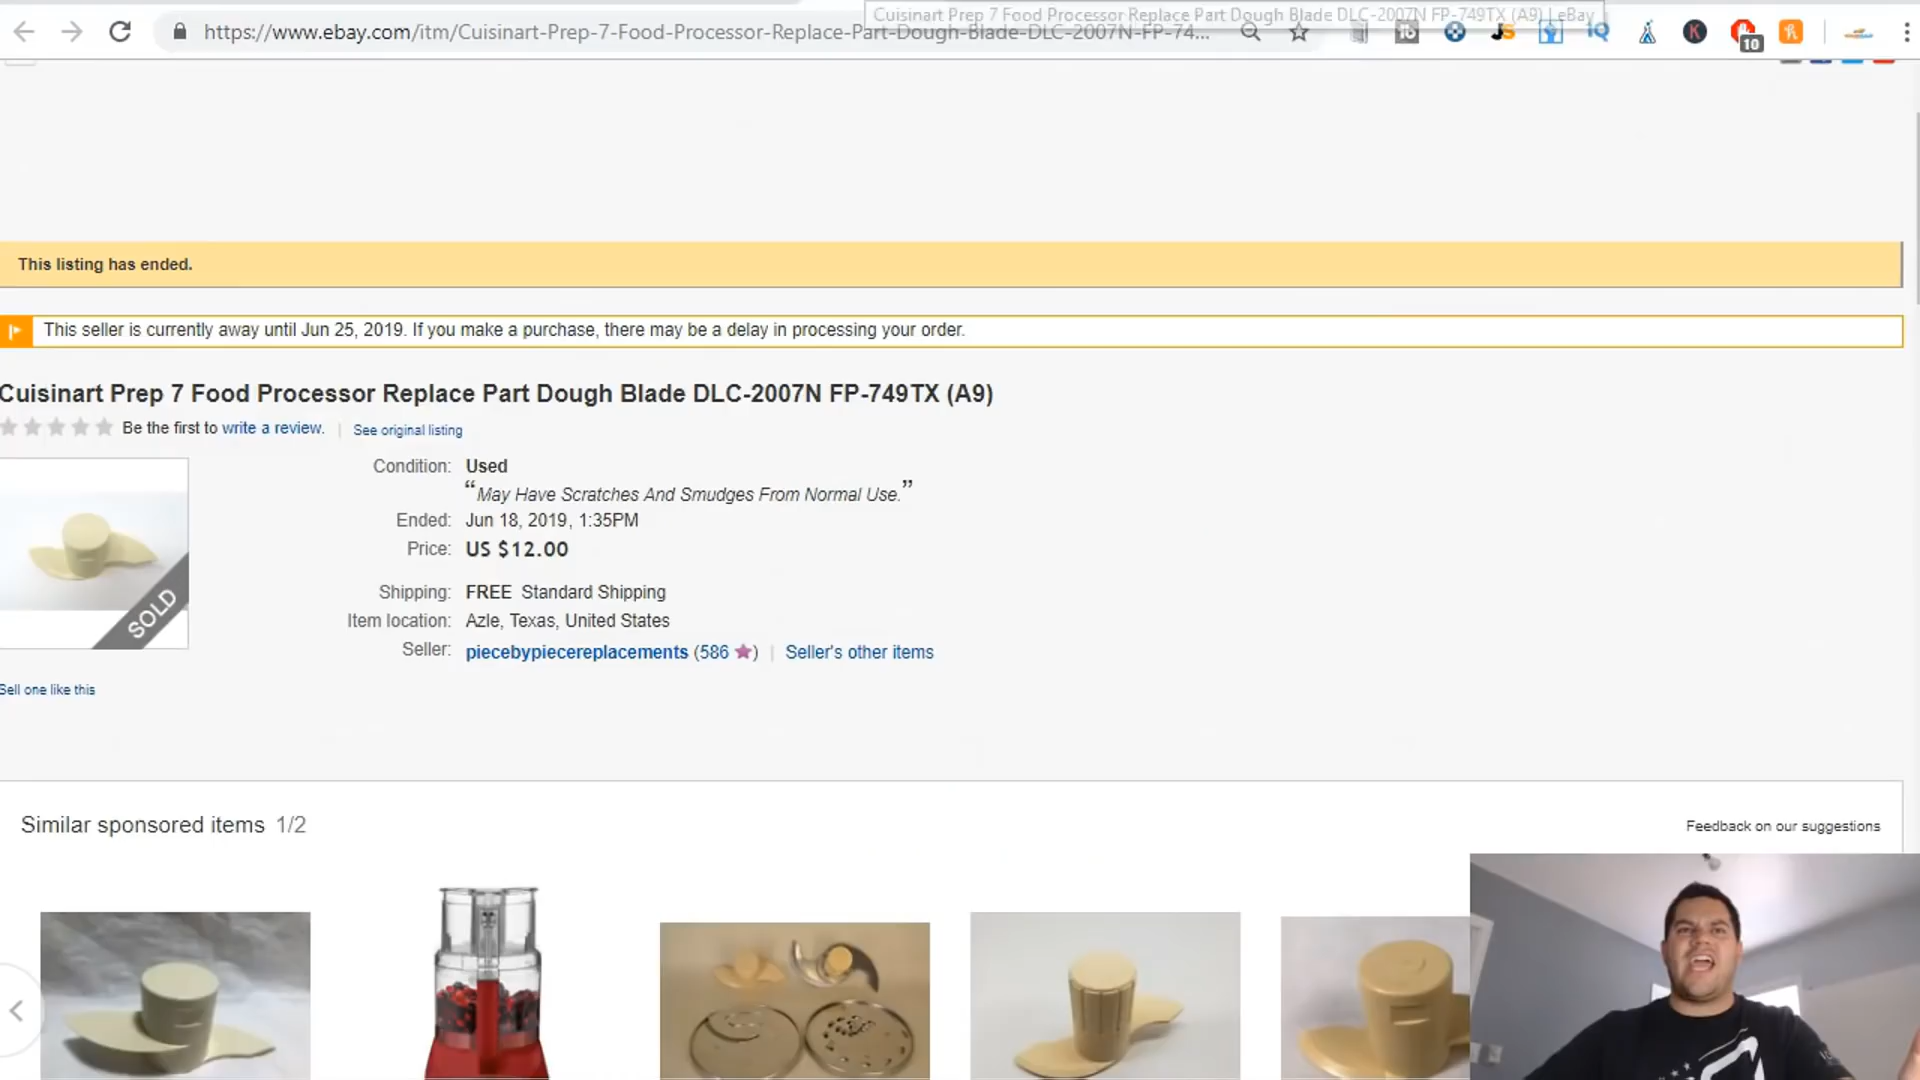 Cuisinart Prep 7 Food Processor Replace Part Dough Blade DLC-2007N FP-749TX (A9) | eBay
https://www.ebay.com/itm/Cuisinart-Prep-7-Food-Processor-Replace-Part-Dough-Blade-DLC-2007N-FP-74...
JS
IQ
K
10
This listing has ended.
This seller is currently away until Jun 25, 2019. If you make a purchase, there may be a delay in processing your order.
Cuisinart Prep 7 Food Processor Replace Part Dough Blade DLC-2007N FP-749TX (A9)
Be the first to write a review. | See original listing
Condition: Used
“May Have Scratches And Smudges From Normal Use.”
Ended: Jun 18, 2019, 1:35PM
Price: US $12.00
Shipping: FREE Standard Shipping
Item location: Azle, Texas, United States
Seller: piecebypiecereplacements (586 ) | Seller's other items
SOLD
Sell one like this
Similar sponsored items 1/2
Feedback on our suggestions